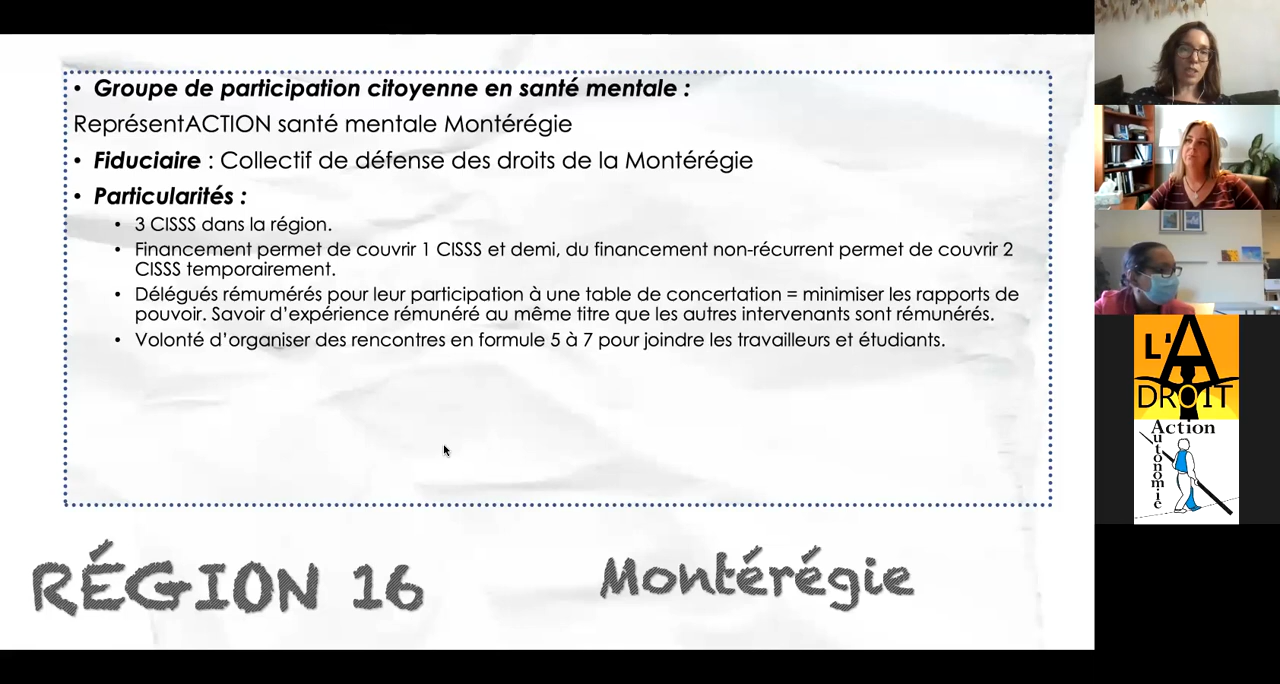 • Groupe de participation citoyenne en santé mentale :
ReprésentACTION santé mentale Montérégie
• Fiduciaire : Collectif de défense des droits de la Montérégie
• Particularités :
• 3 CISSS dans la région.
• Financement permet de couvrir 1 CISSS et demi, du financement non-récurrent permet de couvrir 2
CISSS temporairement.
• Délégués rémumérés pour leur participation à une table de concertation = minimiser les rapports de
pouvoir. Savoir d’expérience rémunéré au même titre que les autres intervenants sont rémunérés.
• Volonté d’organiser des rencontres en formule 5 à 7 pour joindre les travailleurs et étudiants.
RÉGION 16
Montérégie
L'A
DROIT
Action
Autonomie